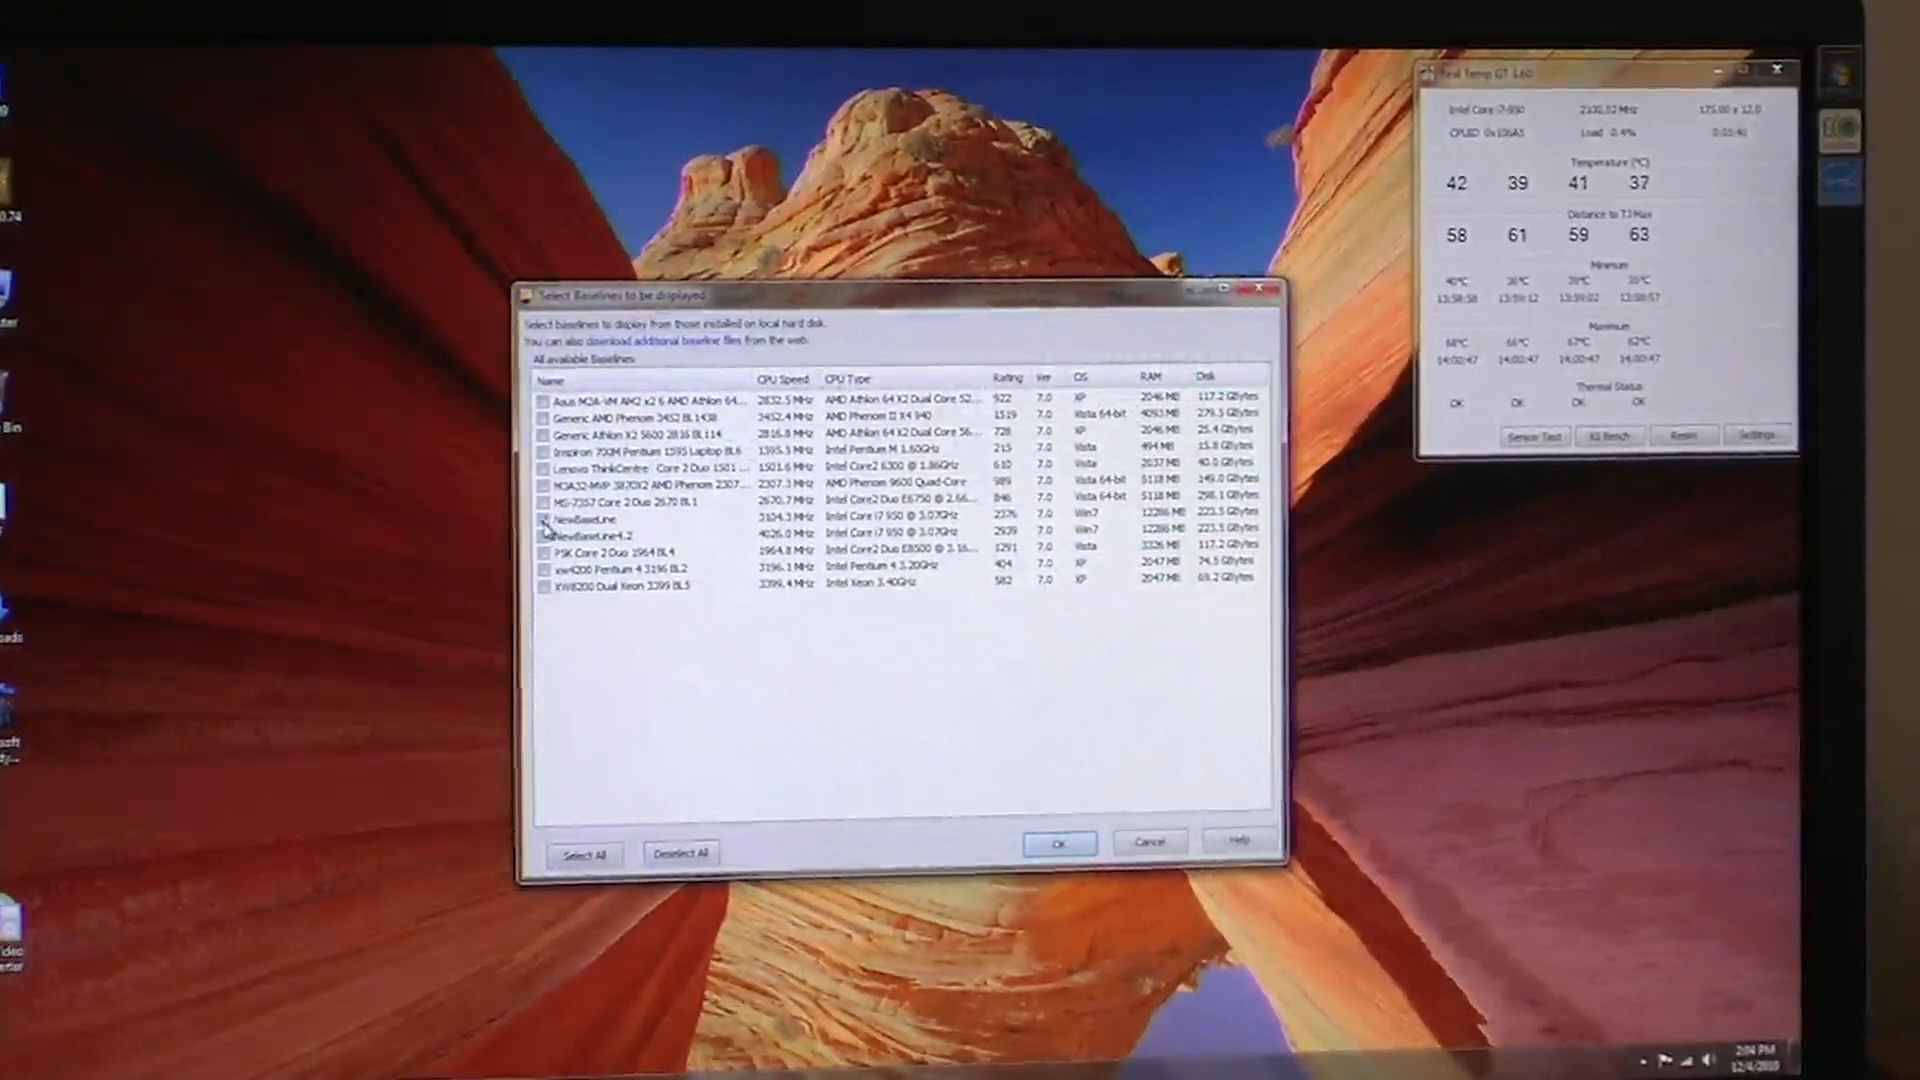 Real Temp GT 3.60
Intel Core i7-950 2100.02 MHz 175.00 x 12.0
CPUID 0x106A5 Load 0.4%
Temperature (°C)
42 39 41 37
Distance to TJ Max
58 61 59 63
Minimum
13:58:58 13:59:12 13:59:02 13:58:57
Maximum
68°C 66°C 67°C 62°C
14:00:47 14:00:47 14:00:47 14:00:47
Thermal Status
OK OK OK OK
Sensor Test XS Bench Reset Settings
Select Baselines to be displayed
Select baselines to display from those installed on local hard disk.
You can also download additional baseline files from the web.
All available Baselines
Name CPU Speed CPU Type Rating Ver OS RAM Disk
Asus M2A-VM AM2 x2 6 AMD Athlon 64... 2832.5 MHz AMD Athlon 64 X2 Dual Core 52... 922 7.0 XP 2046 MB 117.2 GBytes
Generic AMD Phenom 3452 BL1438 3452.4 MHz AMD Phenom II X4 940 1519 7.0 Vista 64-bit 4093 MB 279.5 GBytes
Generic Athlon X2 5600 2816 BL114 2816.8 MHz AMD Athlon 64 X2 Dual Core 56... 728 7.0 XP 2046 MB 25.4 GBytes
Inspiron 700M Pentium 1595 Laptop BL6 1595.5 MHz Intel Pentium M 1.60GHz 215 7.0 Vista 494 MB 15.8 GBytes
Lenovo ThinkCentre Core 2 Duo 1501 ... 1501.6 MHz Intel Core2 6300 @ 1.86GHz 610 7.0 Vista 2037 MB 40.0 GBytes
M3A32-MVP 3870X2 AMD Phenom 2307... 2307.3 MHz AMD Phenom 9600 Quad-Core 989 7.0 Vista 64-bit 5118 MB 149.0 GBytes
MS-7357 Core 2 Duo 2670 BL1 2670.7 MHz Intel Core2 Duo E6750 @ 2.66... 846 7.0 Vista 64-bit 5118 MB 298.1 GBytes
NewBaseLine 3104.3 MHz Intel Core i7 950 @ 3.07GHz 2376 7.0 Win7 12286 MB 223.5 GBytes
NewBaseLine4.2 4026.0 MHz Intel Core i7 950 @ 3.07GHz 2939 7.0 Win7 12286 MB 223.5 GBytes
P5K Core 2 Duo 1964 BL4 1964.8 MHz Intel Core2 Duo E8500 @ 3.16... 1291 7.0 Vista 3326 MB 117.2 GBytes
xw4200 Pentium 4 3196 BL2 3196.1 MHz Intel Pentium 4 3.20GHz 404 7.0 XP 2047 MB 74.5 GBytes
XW8200 Dual Xeon 3399 BL5 3399.4 MHz Intel Xeon 3.40GHz 582 7.0 XP 2047 MB 69.2 GBytes
Select All Deselect All OK Cancel Help
Bin
2:04 PM
12/4/2010